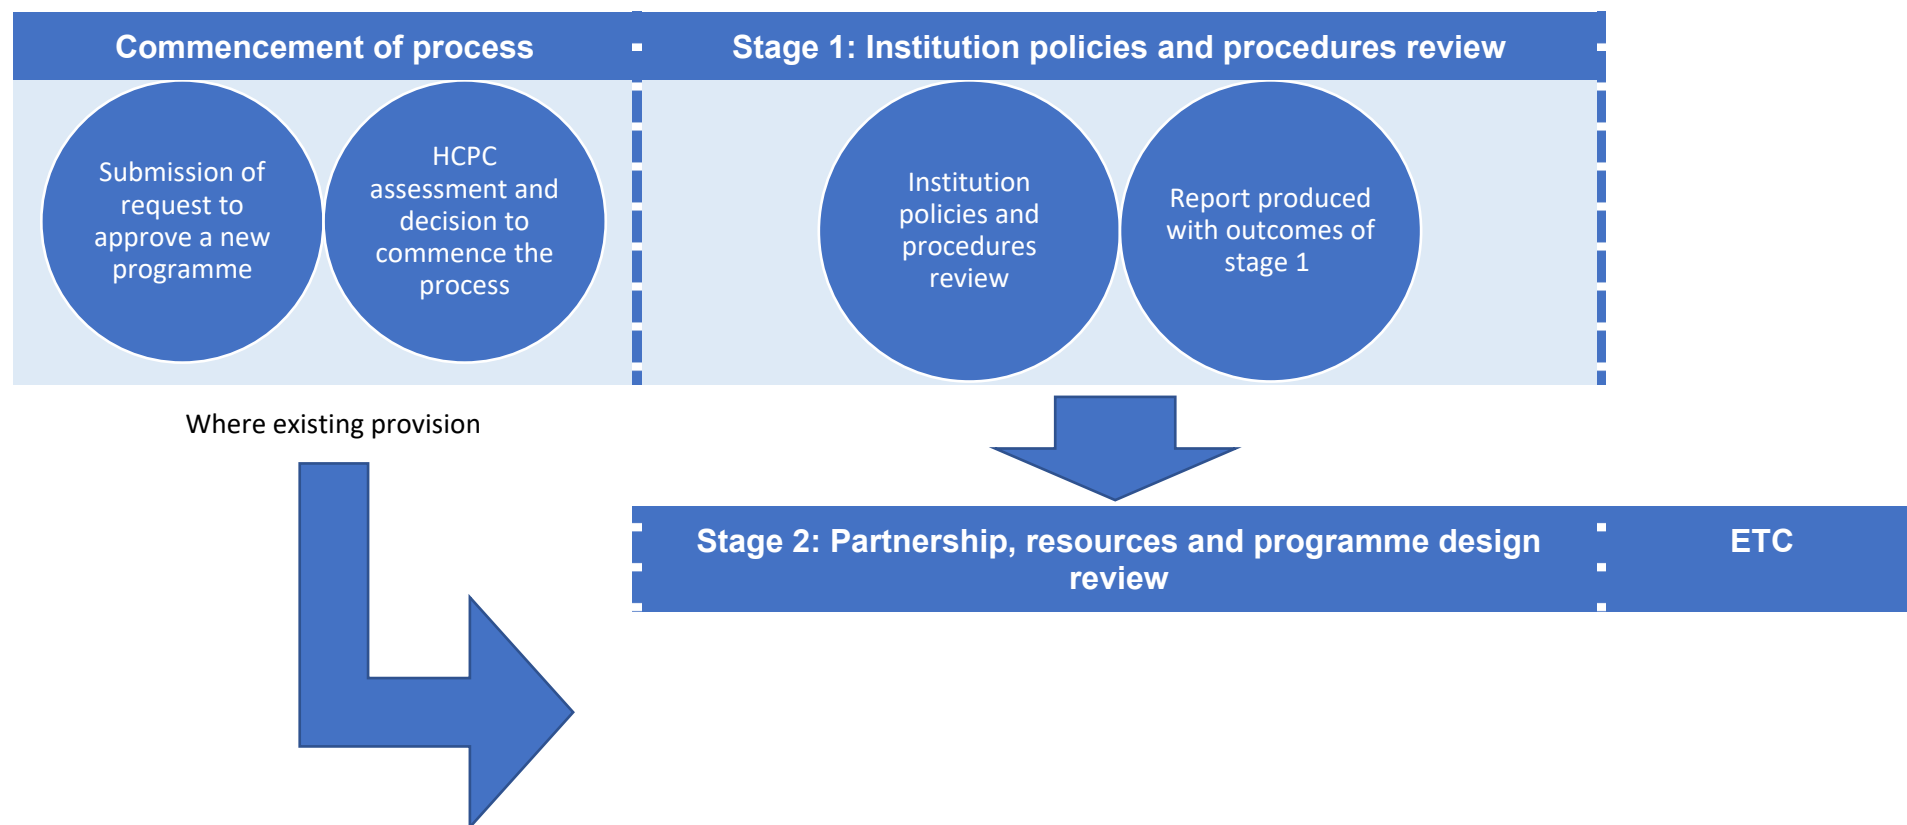 Commencement of process
Stage 1: Institution policies and procedures review
Submission of
request to
approve a new
programme
HCPC
assessment and
decision to
commence the
process
Institution
policies and
procedures
review
Report produced
with outcomes of
stage 1
Where existing provision
Stage 2: Partnership, resources and programme design
review
ETC